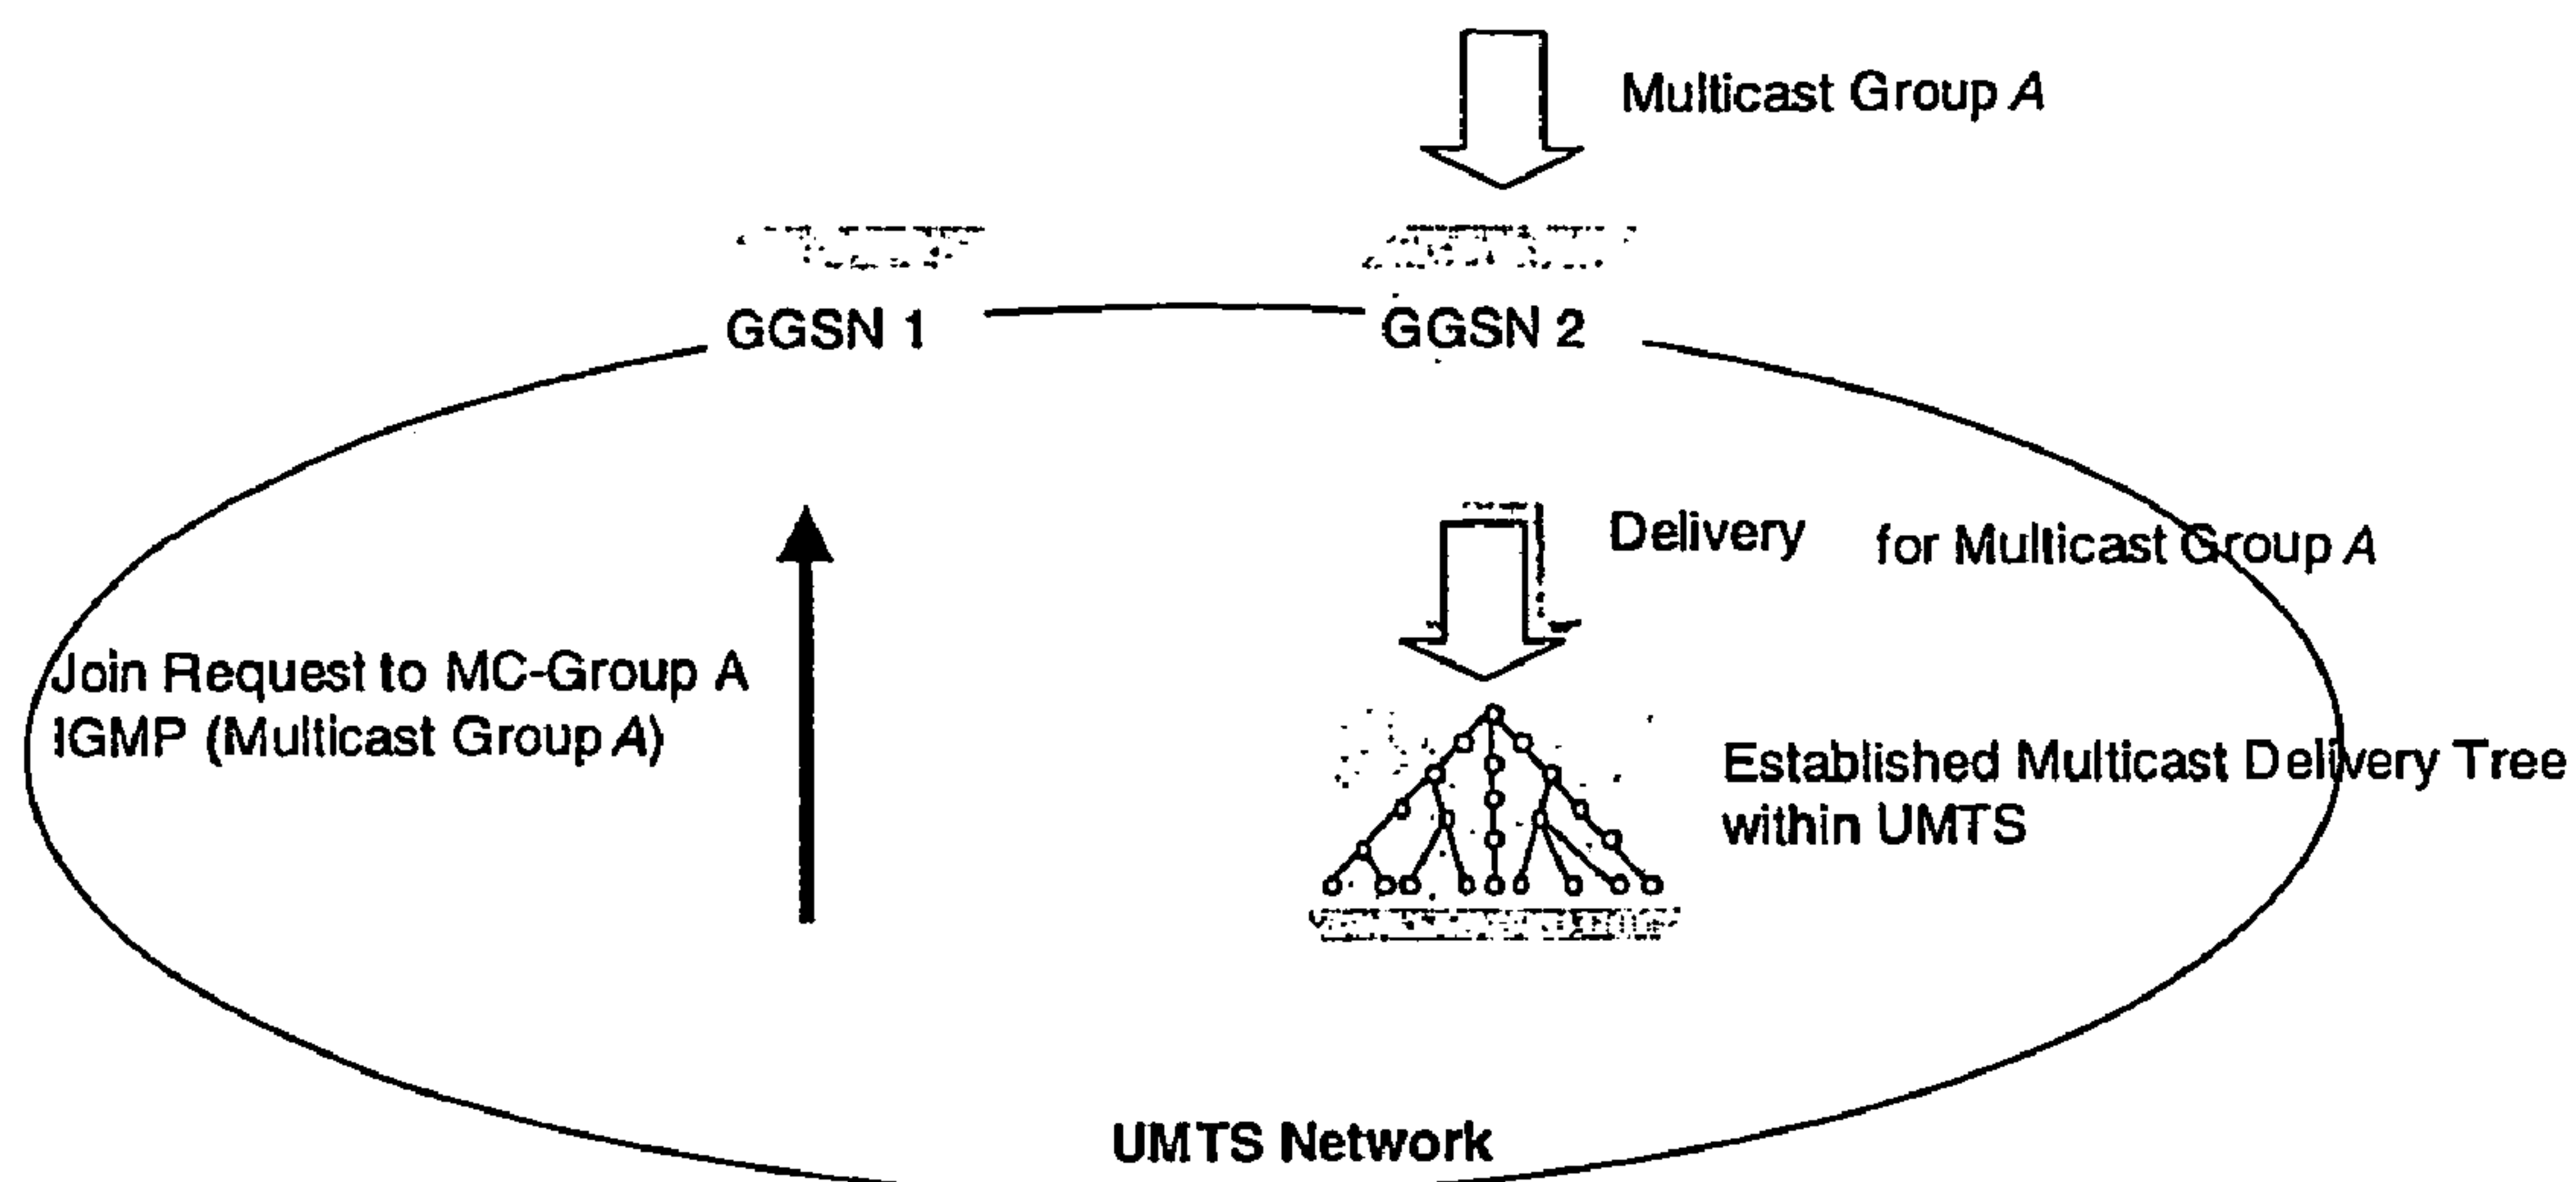 Multicast Group A
GGSN 1
GGSN 2
Delivery for Multicast Group A
Join Request to MC-Group A
IGMP (Multicast Group A)
Established Multicast Delivery Tree
within UMTS
UMTS Network